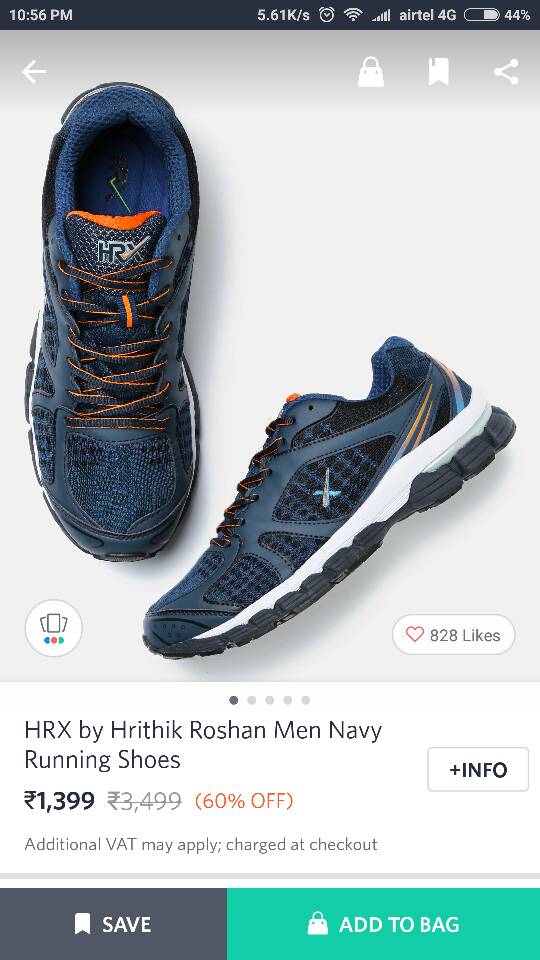 10:56 PM 5.61K/s airtel 4G 44%
HRX
HRX
828 Likes
HRX by Hrithik Roshan Men Navy
Running Shoes
+INFO
₹1,399 ₹3,499 (60% OFF)
Additional VAT may apply; charged at checkout
SAVE
ADD TO BAG